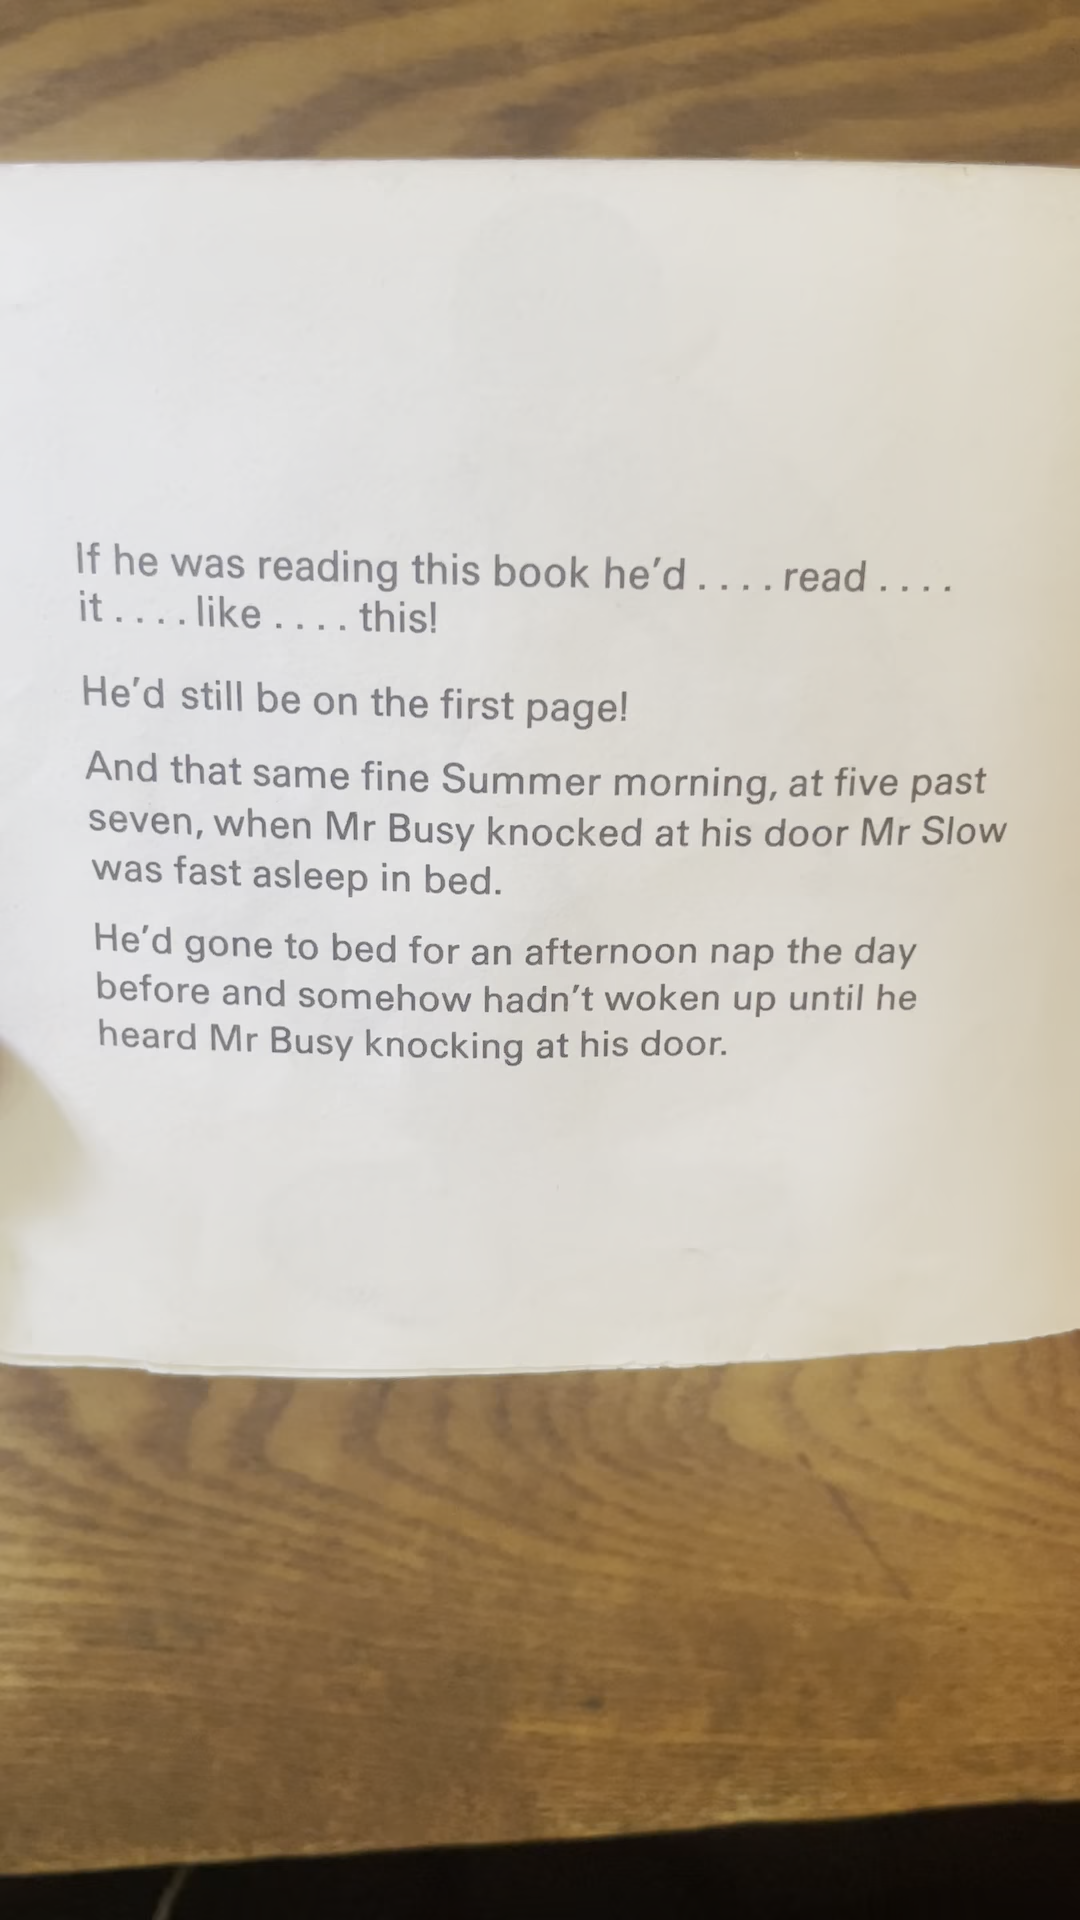 If he was reading this book he’d . . . . read . . . .
it . . . . like . . . . this!
He’d still be on the first page!
And that same fine Summer morning, at five past
seven, when Mr Busy knocked at his door Mr Slow
was fast asleep in bed.
He’d gone to bed for an afternoon nap the day
before and somehow hadn’t woken up until he
heard Mr Busy knocking at his door.